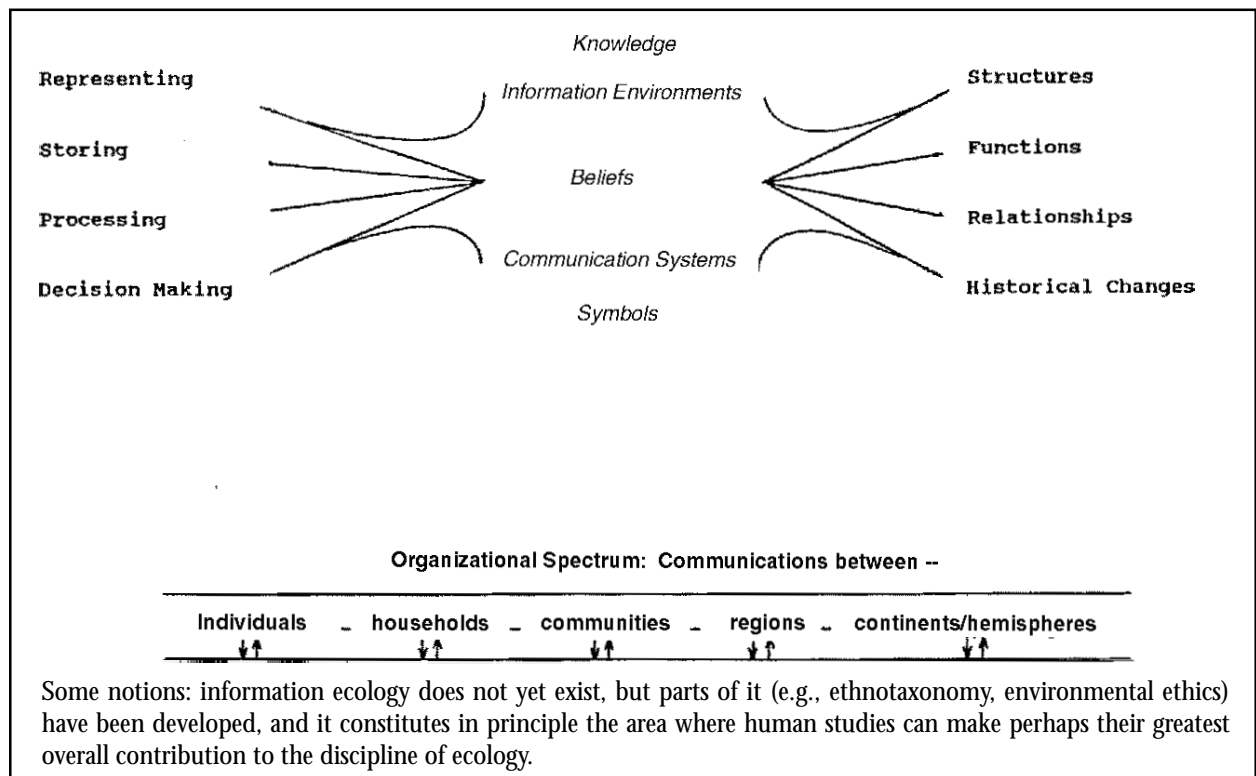 Knowledge
Representing
Information Environments
Structures
Storing
Functions
Beliefs
Processing
Relationships
Communication Systems
Decision Making
Historical Changes
Symbols
Organizational Spectrum: Communications between --
Individuals - households - communities - regions - continents/hemispheres
Some notions: information ecology does not yet exist, but parts of it (e.g., ethnotaxonomy, environmental ethics)
have been developed, and it constitutes in principle the area where human studies can make perhaps their greatest
overall contribution to the discipline of ecology.